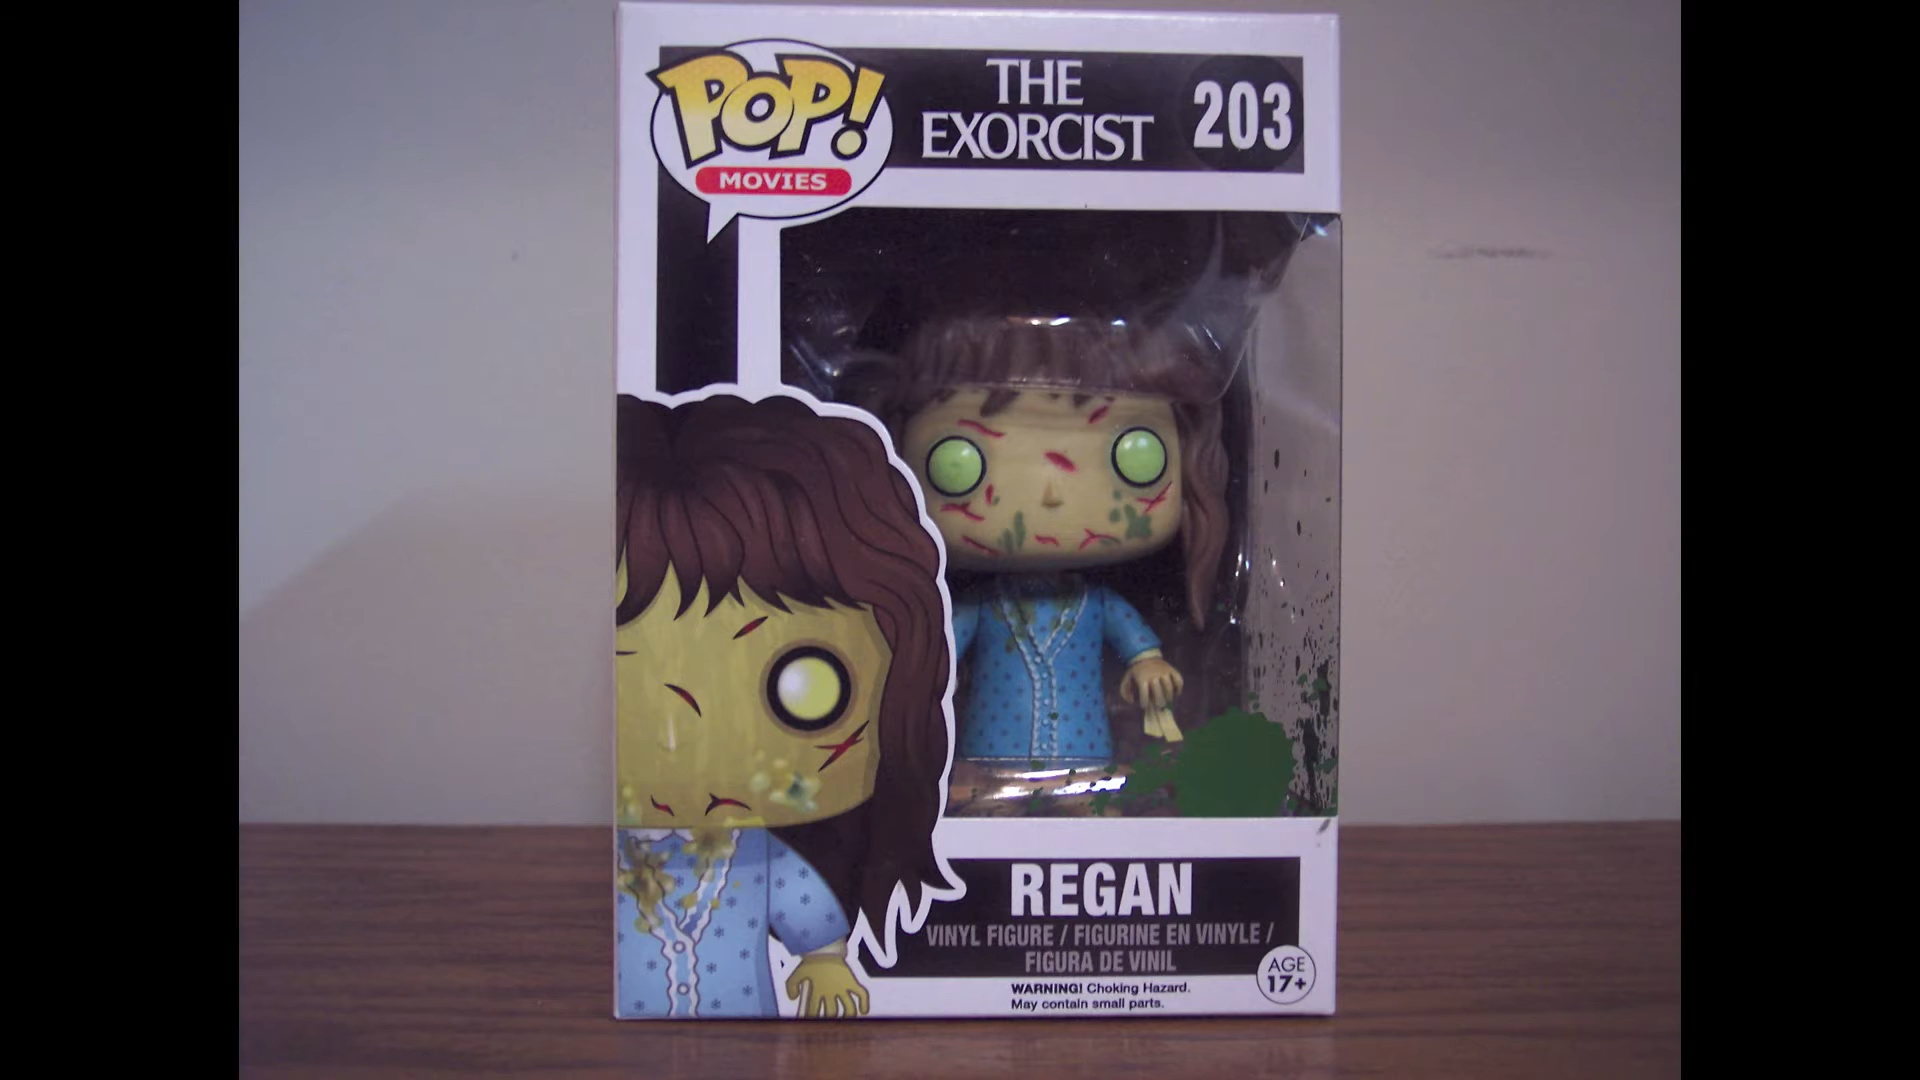 POP!
MOVIES
THE
EXORCIST
203
REGAN
VINYL FIGURE / FIGURINE EN VINYLE /
FIGURA DE VINIL
AGE
17+
WARNING! Choking Hazard.
May contain small parts.